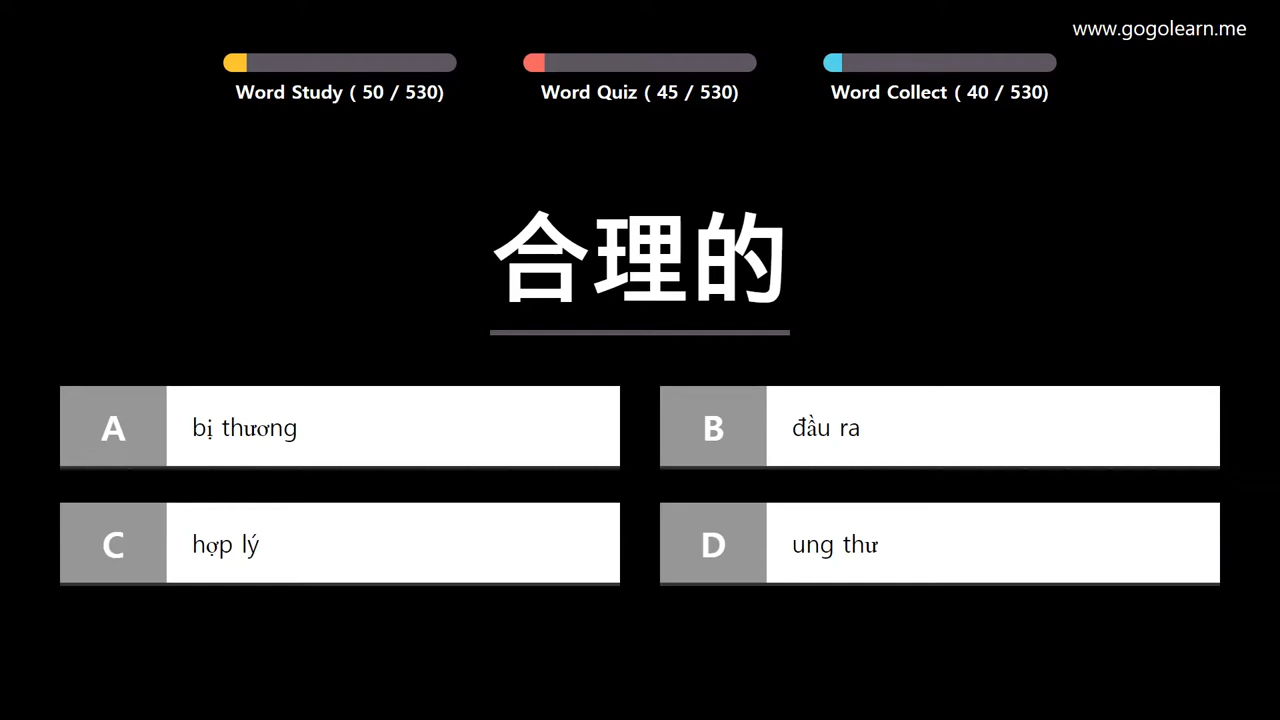 www.gogolearn.me
Word Study ( 50 / 530)
Word Quiz ( 45 / 530)
Word Collect ( 40 / 530)
合理的
A bị thương
B đầu ra
C hợp lý
D ung thư